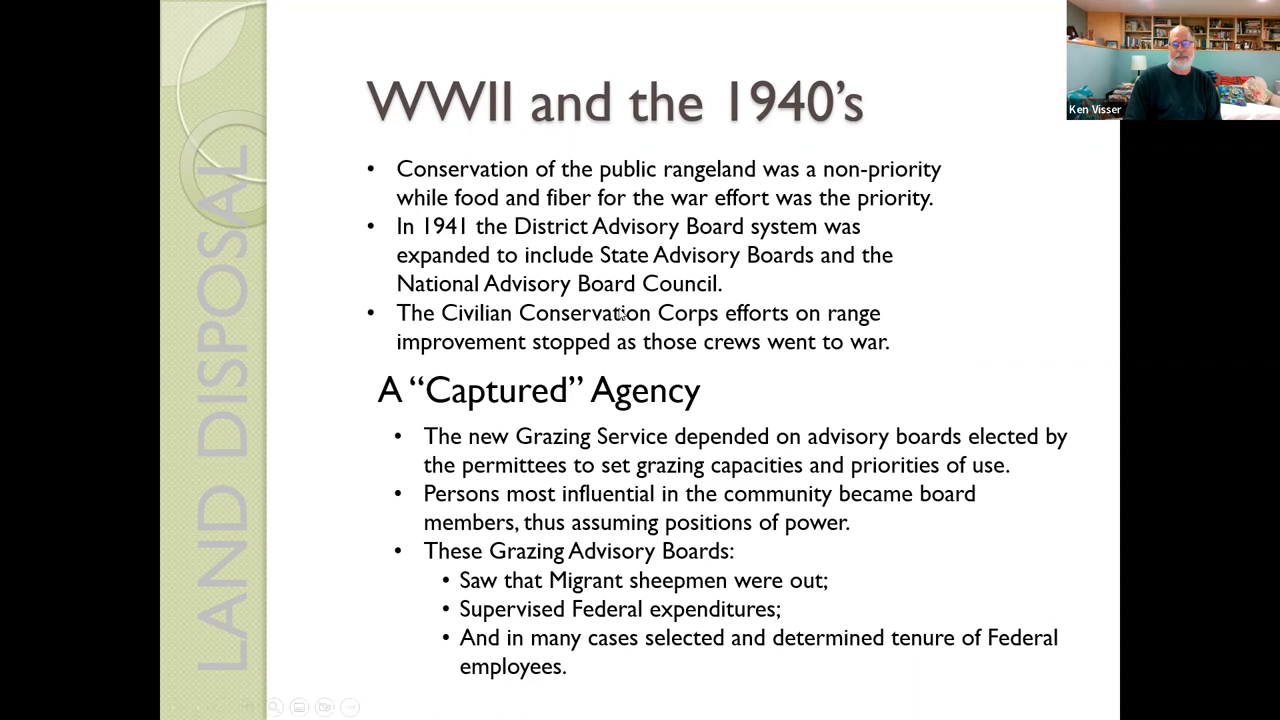 WWII and the 1940's
Ken Visser
• Conservation of the public rangeland was a non-priority
while food and fiber for the war effort was the priority.
• In 1941 the District Advisory Board system was
expanded to include State Advisory Boards and the
National Advisory Board Council.
• The Civilian Conservation Corps efforts on range
improvement stopped as those crews went to war.
A “Captured” Agency
• The new Grazing Service depended on advisory boards elected by
the permittees to set grazing capacities and priorities of use.
• Persons most influential in the community became board
members, thus assuming positions of power.
• These Grazing Advisory Boards:
• Saw that Migrant sheepmen were out;
• Supervised Federal expenditures;
• And in many cases selected and determined tenure of Federal
employees.
LAND DISPOSAL